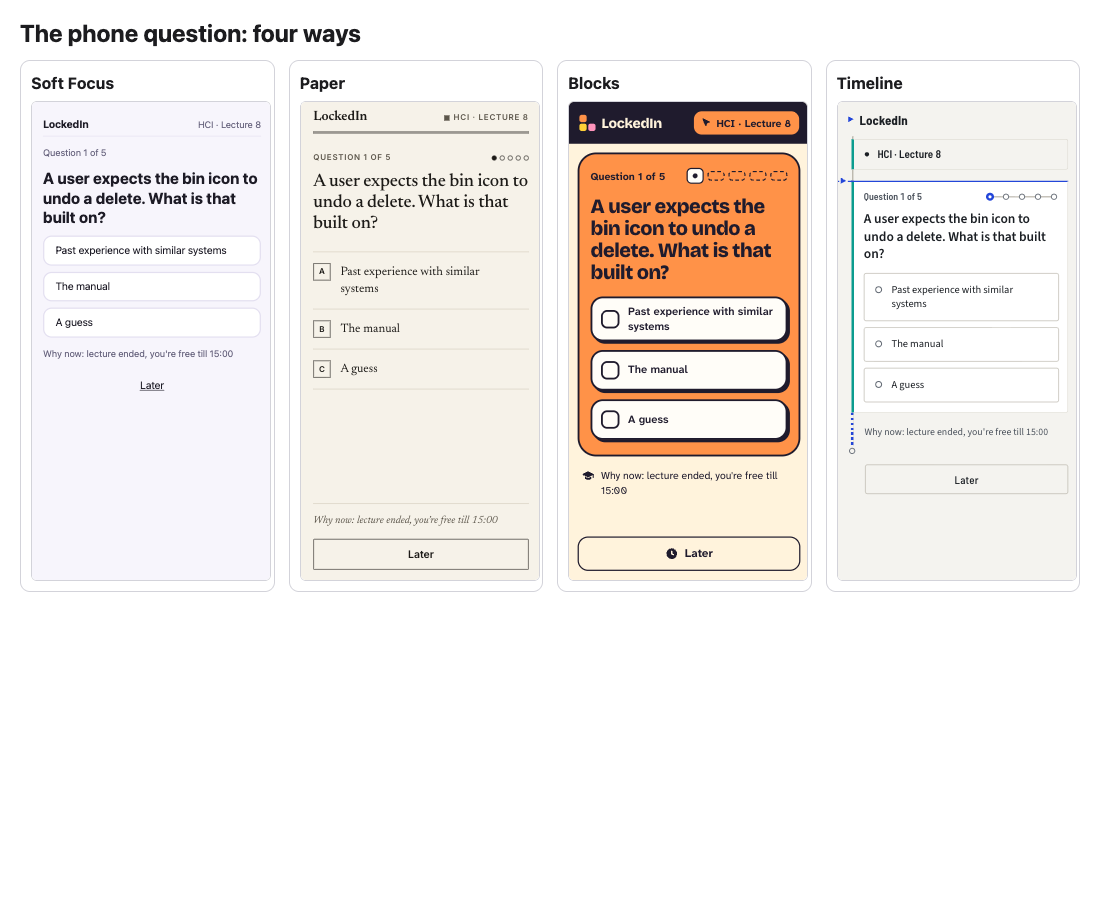 The phone question: four ways
Soft Focus
LockedIn
HCI · Lecture 8
Question 1 of 5
A user expects the bin icon to
undo a delete. What is that
built on?
Past experience with similar systems
The manual
A guess
Why now: lecture ended, you're free till 15:00
Later
Paper
LockedIn
HCI · LECTURE 8
QUESTION 1 OF 5
A user expects the bin icon to
undo a delete. What is that
built on?
A
Past experience with similar
systems
B
The manual
C
A guess
Why now: lecture ended, you're free till 15:00
Later
Blocks
LockedIn
HCI · Lecture 8
Question 1 of 5
A user expects the
bin icon to undo a
delete. What is that
built on?
Past experience with similar
systems
The manual
A guess
Why now: lecture ended, you're free till
15:00
Later
Timeline
LockedIn
HCI · Lecture 8
Question 1 of 5
A user expects the bin icon to
undo a delete. What is that built
on?
Past experience with similar
systems
The manual
A guess
Why now: lecture ended, you're free till 15:00
Later